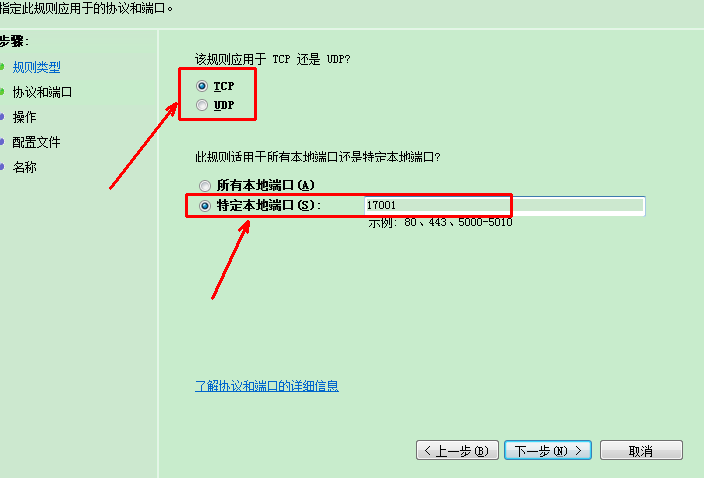 指定此规则应用于的协议和端口。
步骤:
规则类型
协议和端口
操作
配置文件
名称
该规则应用于 TCP 还是 UDP?
TCP
UDP
此规则适用于所有本地端口还是特定本地端口?
所有本地端口(A)
特定本地端口(S): 17001
示例: 80、443、5000-5010
了解协议和端口的详细信息
< 上一步(B) 下一步(N) > 取消